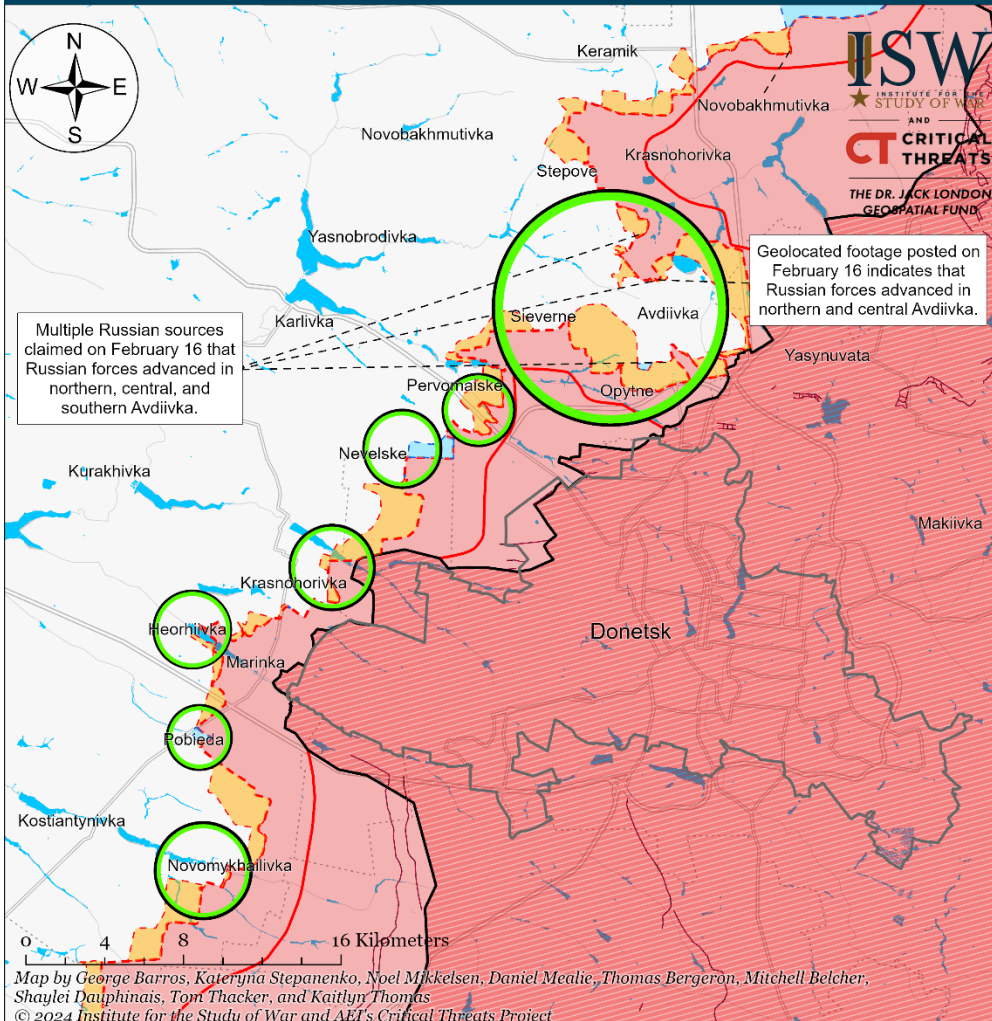 N
W E
S
Keramik
ISW
INSTITUTE FOR THE
STUDY OF WAR
AND
CT CRITICAL
THREATS
THE DR. JACK LONDON
GEOSPATIAL FUND
Novobakhmutivka
Novobakhmutivka
Krasnohorivka
Stepove
Yasnobrodivka
Geolocated footage posted on
February 16 indicates that
Russian forces advanced in
northern and central Avdiivka.
Karlivka
Sieverne
Avdiivka
Multiple Russian sources
claimed on February 16 that
Russian forces advanced in
northern, central, and
southern Avdiivka.
Yasynuvata
Pervomalske
Opytne
Nevelske
Kurakhivka
Makiivka
Krasnohorivka
Heorhiivka
Donetsk
Marinka
Pobieda
Kostiantynivka
Novomykhailivka
0 4 8 16 Kilometers
Map by George Barros, Kateryna Stepanenko, Noel Mikkelsen, Daniel Mealie, Thomas Bergeron, Mitchell Belcher,
Shaylei Dauphinais, Tom Thacker, and Kaitlyn Thomas
© 2024 Institute for the Study of War and AEI's Critical Threats Project